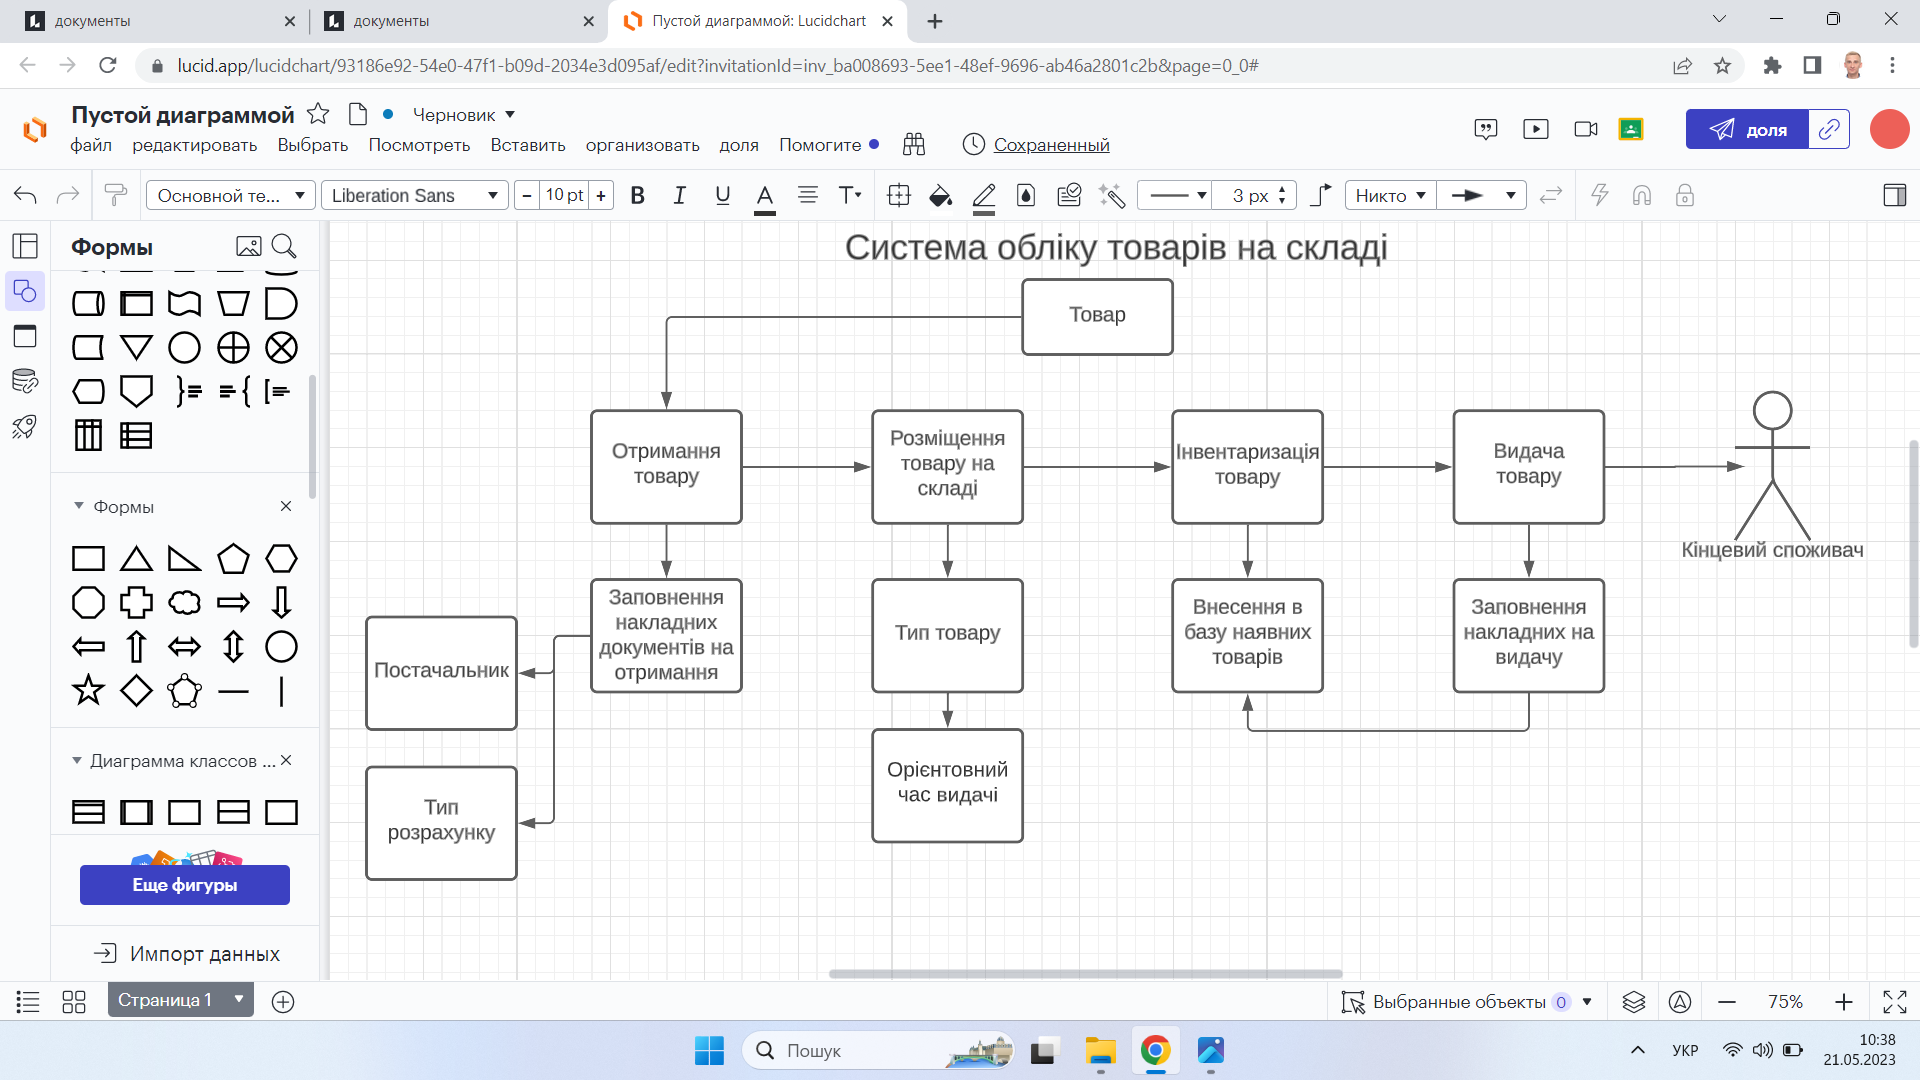 документы
документы
Пустой диаграммой: Lucidchart
lucid.app/lucidchart/93186e92-54e0-47f1-b09d-2034e3d095af/edit?invitationId=inv_ba008693-5ee1-48ef-9696-ab46a2801c2b&page=0_0#
Пустой диаграммой
Черновик
файл редактировать Выбрать Посмотреть Вставить организовать доля Помогите Сохраненный
доля
Основной те... Liberation Sans − 10 pt + B I U A T 3 px Никто
Формы
Формы
Диаграмма классов ...
Еще фигуры
Импорт данных
Система обліку товарів на складі
Товар
Отримання
товару
Розміщення
товару на
складі
Інвентаризація
товару
Видача
товару
Кінцевий споживач
Заповнення
накладних
документів на
отримання
Тип товару
Внесення в
базу наявних
товарів
Заповнення
накладних на
видачу
Постачальник
Орієнтовний
час видачі
Тип
розрахунку
Страница 1
Выбранные объекты 0
75%
Пошук
УКР
10:38
21.05.2023